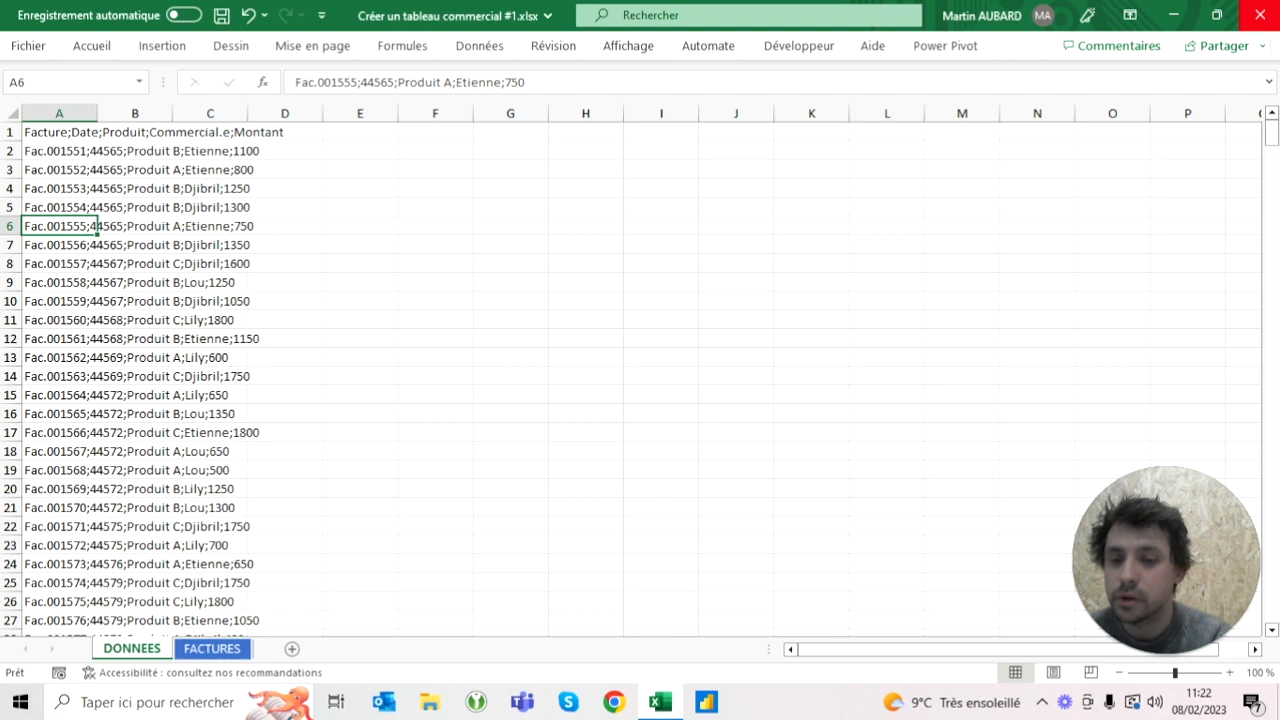 Enregistrement automatique
Créer un tableau commercial #1.xlsx
Rechercher
Martin AUBARD
MA
Fichier Accueil Insertion Dessin Mise en page Formules Données Révision Affichage Automate Développeur Aide Power Pivot
Commentaires
Partager
A6
fx
Fac.001555;44565;Produit A;Etienne;750
A B C D E F G H I J K L M N O P
1 Facture;Date;Produit;Commercial.e;Montant
2 Fac.001551;44565;Produit B;Etienne;1100
3 Fac.001552;44565;Produit A;Etienne;800
4 Fac.001553;44565;Produit B;Djibril;1250
5 Fac.001554;44565;Produit B;Djibril;1300
6 Fac.001555;44565;Produit A;Etienne;750
7 Fac.001556;44565;Produit B;Djibril;1350
8 Fac.001557;44567;Produit C;Djibril;1600
9 Fac.001558;44567;Produit B;Lou;1250
10 Fac.001559;44567;Produit B;Djibril;1050
11 Fac.001560;44568;Produit C;Lily;1800
12 Fac.001561;44568;Produit B;Etienne;1150
13 Fac.001562;44569;Produit A;Lily;600
14 Fac.001563;44569;Produit C;Djibril;1750
15 Fac.001564;44572;Produit A;Lily;650
16 Fac.001565;44572;Produit B;Lou;1350
17 Fac.001566;44572;Produit C;Etienne;1800
18 Fac.001567;44572;Produit A;Lou;650
19 Fac.001568;44572;Produit A;Lou;500
20 Fac.001569;44572;Produit B;Lily;1250
21 Fac.001570;44572;Produit B;Lou;1300
22 Fac.001571;44575;Produit C;Djibril;1750
23 Fac.001572;44575;Produit A;Lily;700
24 Fac.001573;44576;Produit A;Etienne;650
25 Fac.001574;44579;Produit C;Djibril;1750
26 Fac.001575;44579;Produit C;Lily;1800
27 Fac.001576;44579;Produit B;Etienne;1050
DONNEES FACTURES
Prêt
Accessibilité : consultez nos recommandations
100 %
Taper ici pour rechercher
9°C Très ensoleillé
11:22
08/02/2023
7